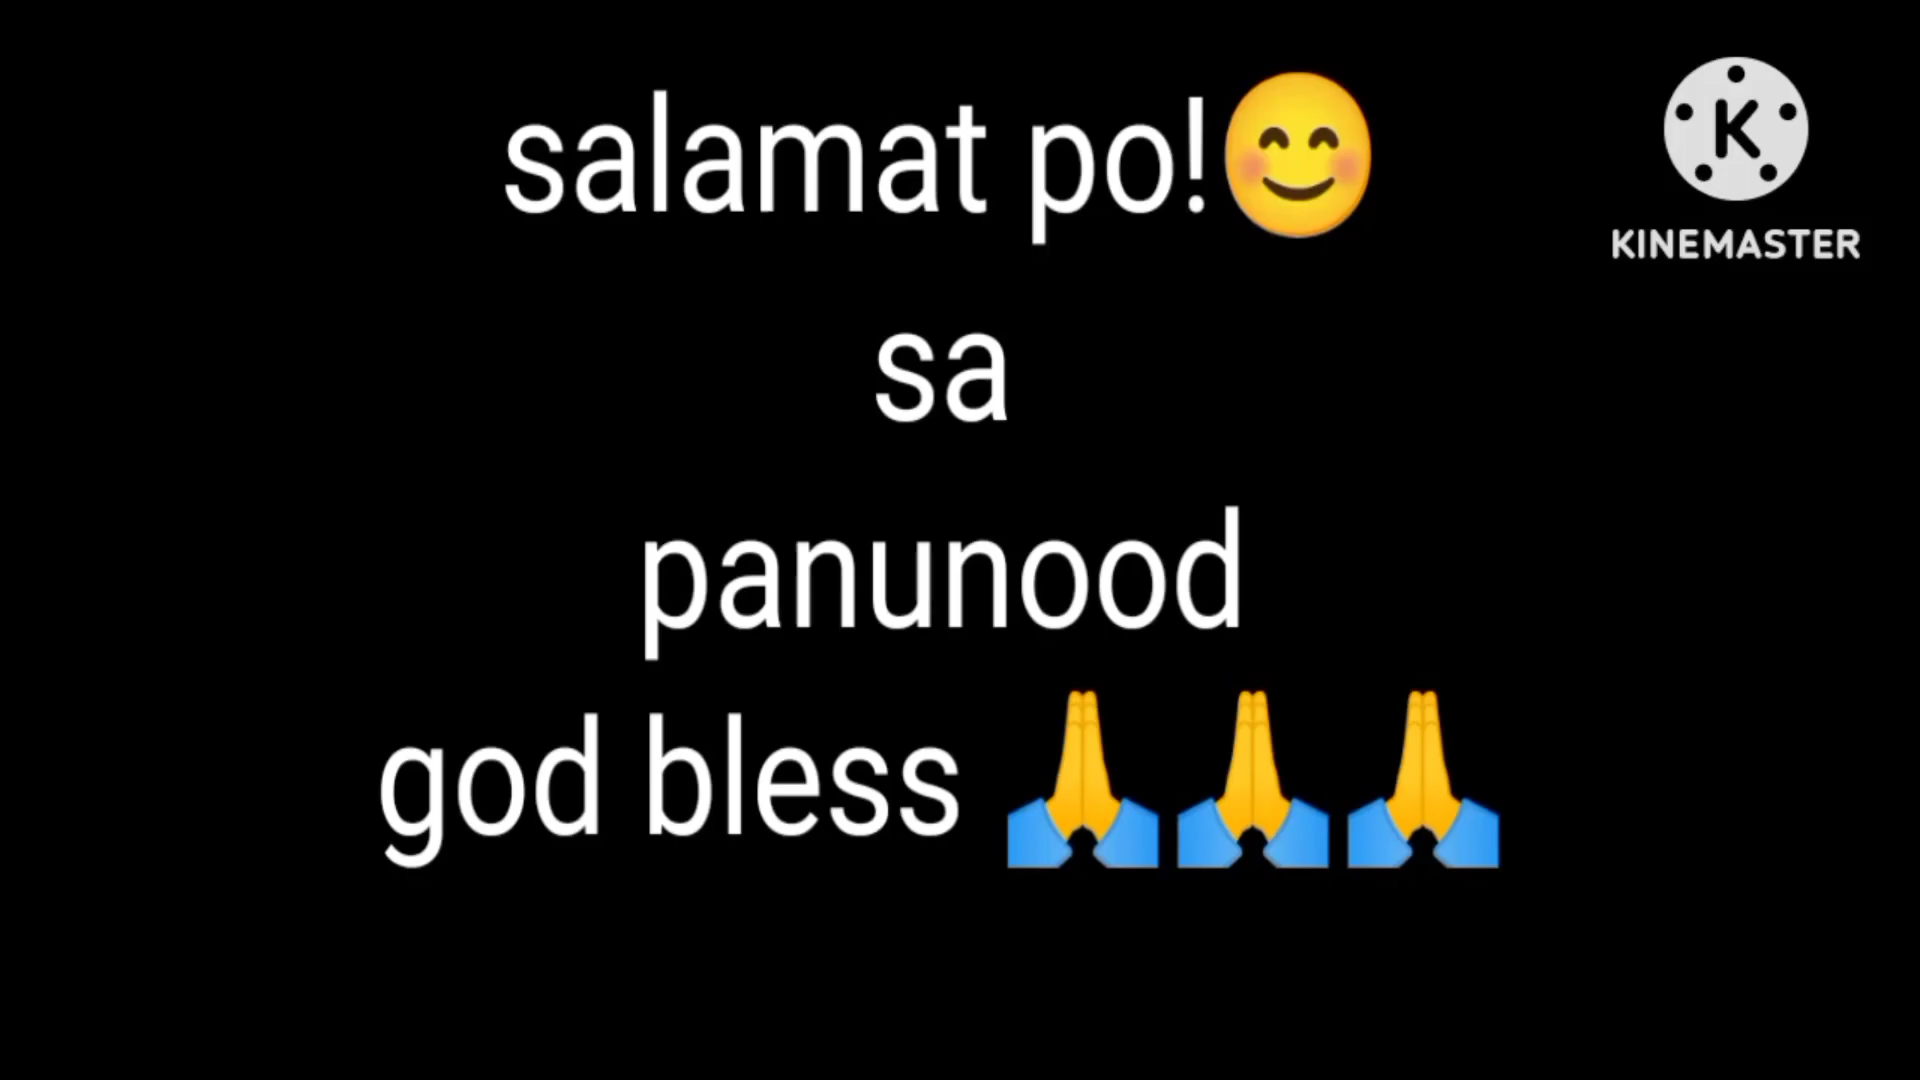 salamat po!😊
KINEMASTER
sa
panunood
god bless 🙏🙏🙏